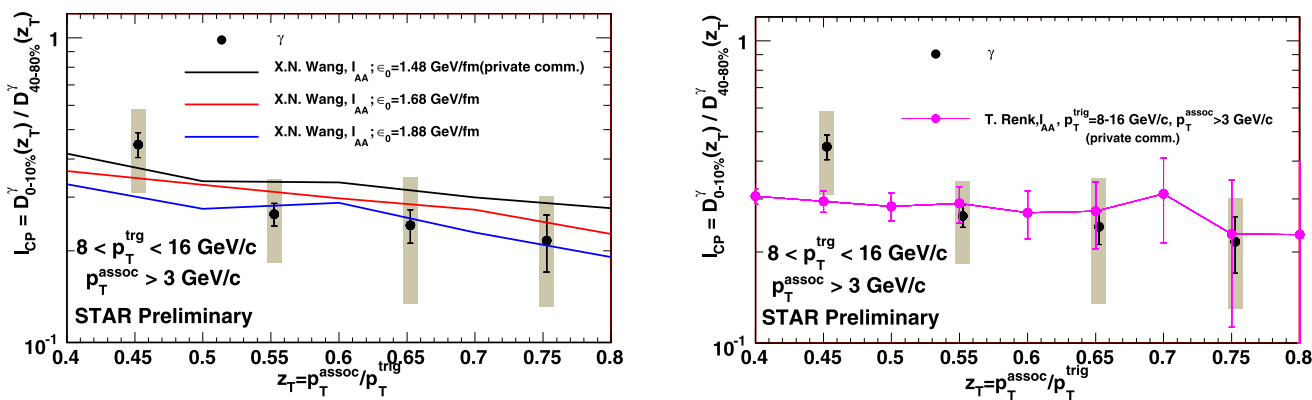 I_CP = D^γ_0-10%(z_T) / D^γ_40-80%(z_T)
1
10^-1
γ
X.N. Wang, I_AA ; ϵ_0=1.48 GeV/fm(private comm.)
X.N. Wang, I_AA ; ϵ_0=1.68 GeV/fm
X.N. Wang, I_AA ; ϵ_0=1.88 GeV/fm
8 < p_T^trg < 16 GeV/c
p_T^assoc > 3 GeV/c
STAR Preliminary
0.4 0.45 0.5 0.55 0.6 0.65 0.7 0.75 0.8
z_T=p_T^assoc/p_T^trig
I_CP = D^γ_0-10%(z_T) / D^γ_40-80%(z_T)
1
10^-1
γ
T. Renk,I_AA, p_T^trig=8-16 GeV/c, p_T^assoc>3 GeV/c
(private comm.)
8 < p_T^trg < 16 GeV/c
p_T^assoc > 3 GeV/c
STAR Preliminary
0.4 0.45 0.5 0.55 0.6 0.65 0.7 0.75 0.8
z_T=p_T^assoc/p_T^trig